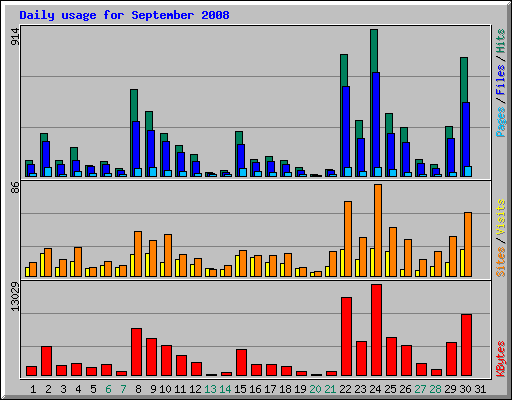 Daily usage for September 2008
914
Pages / Files / Hits
86
Sites / Visits
13029
KBytes
1 2 3 4 5 6 7 8 9 10 11 12 13 14 15 16 17 18 19 20 21 22 23 24 25 26 27 28 29 30 31